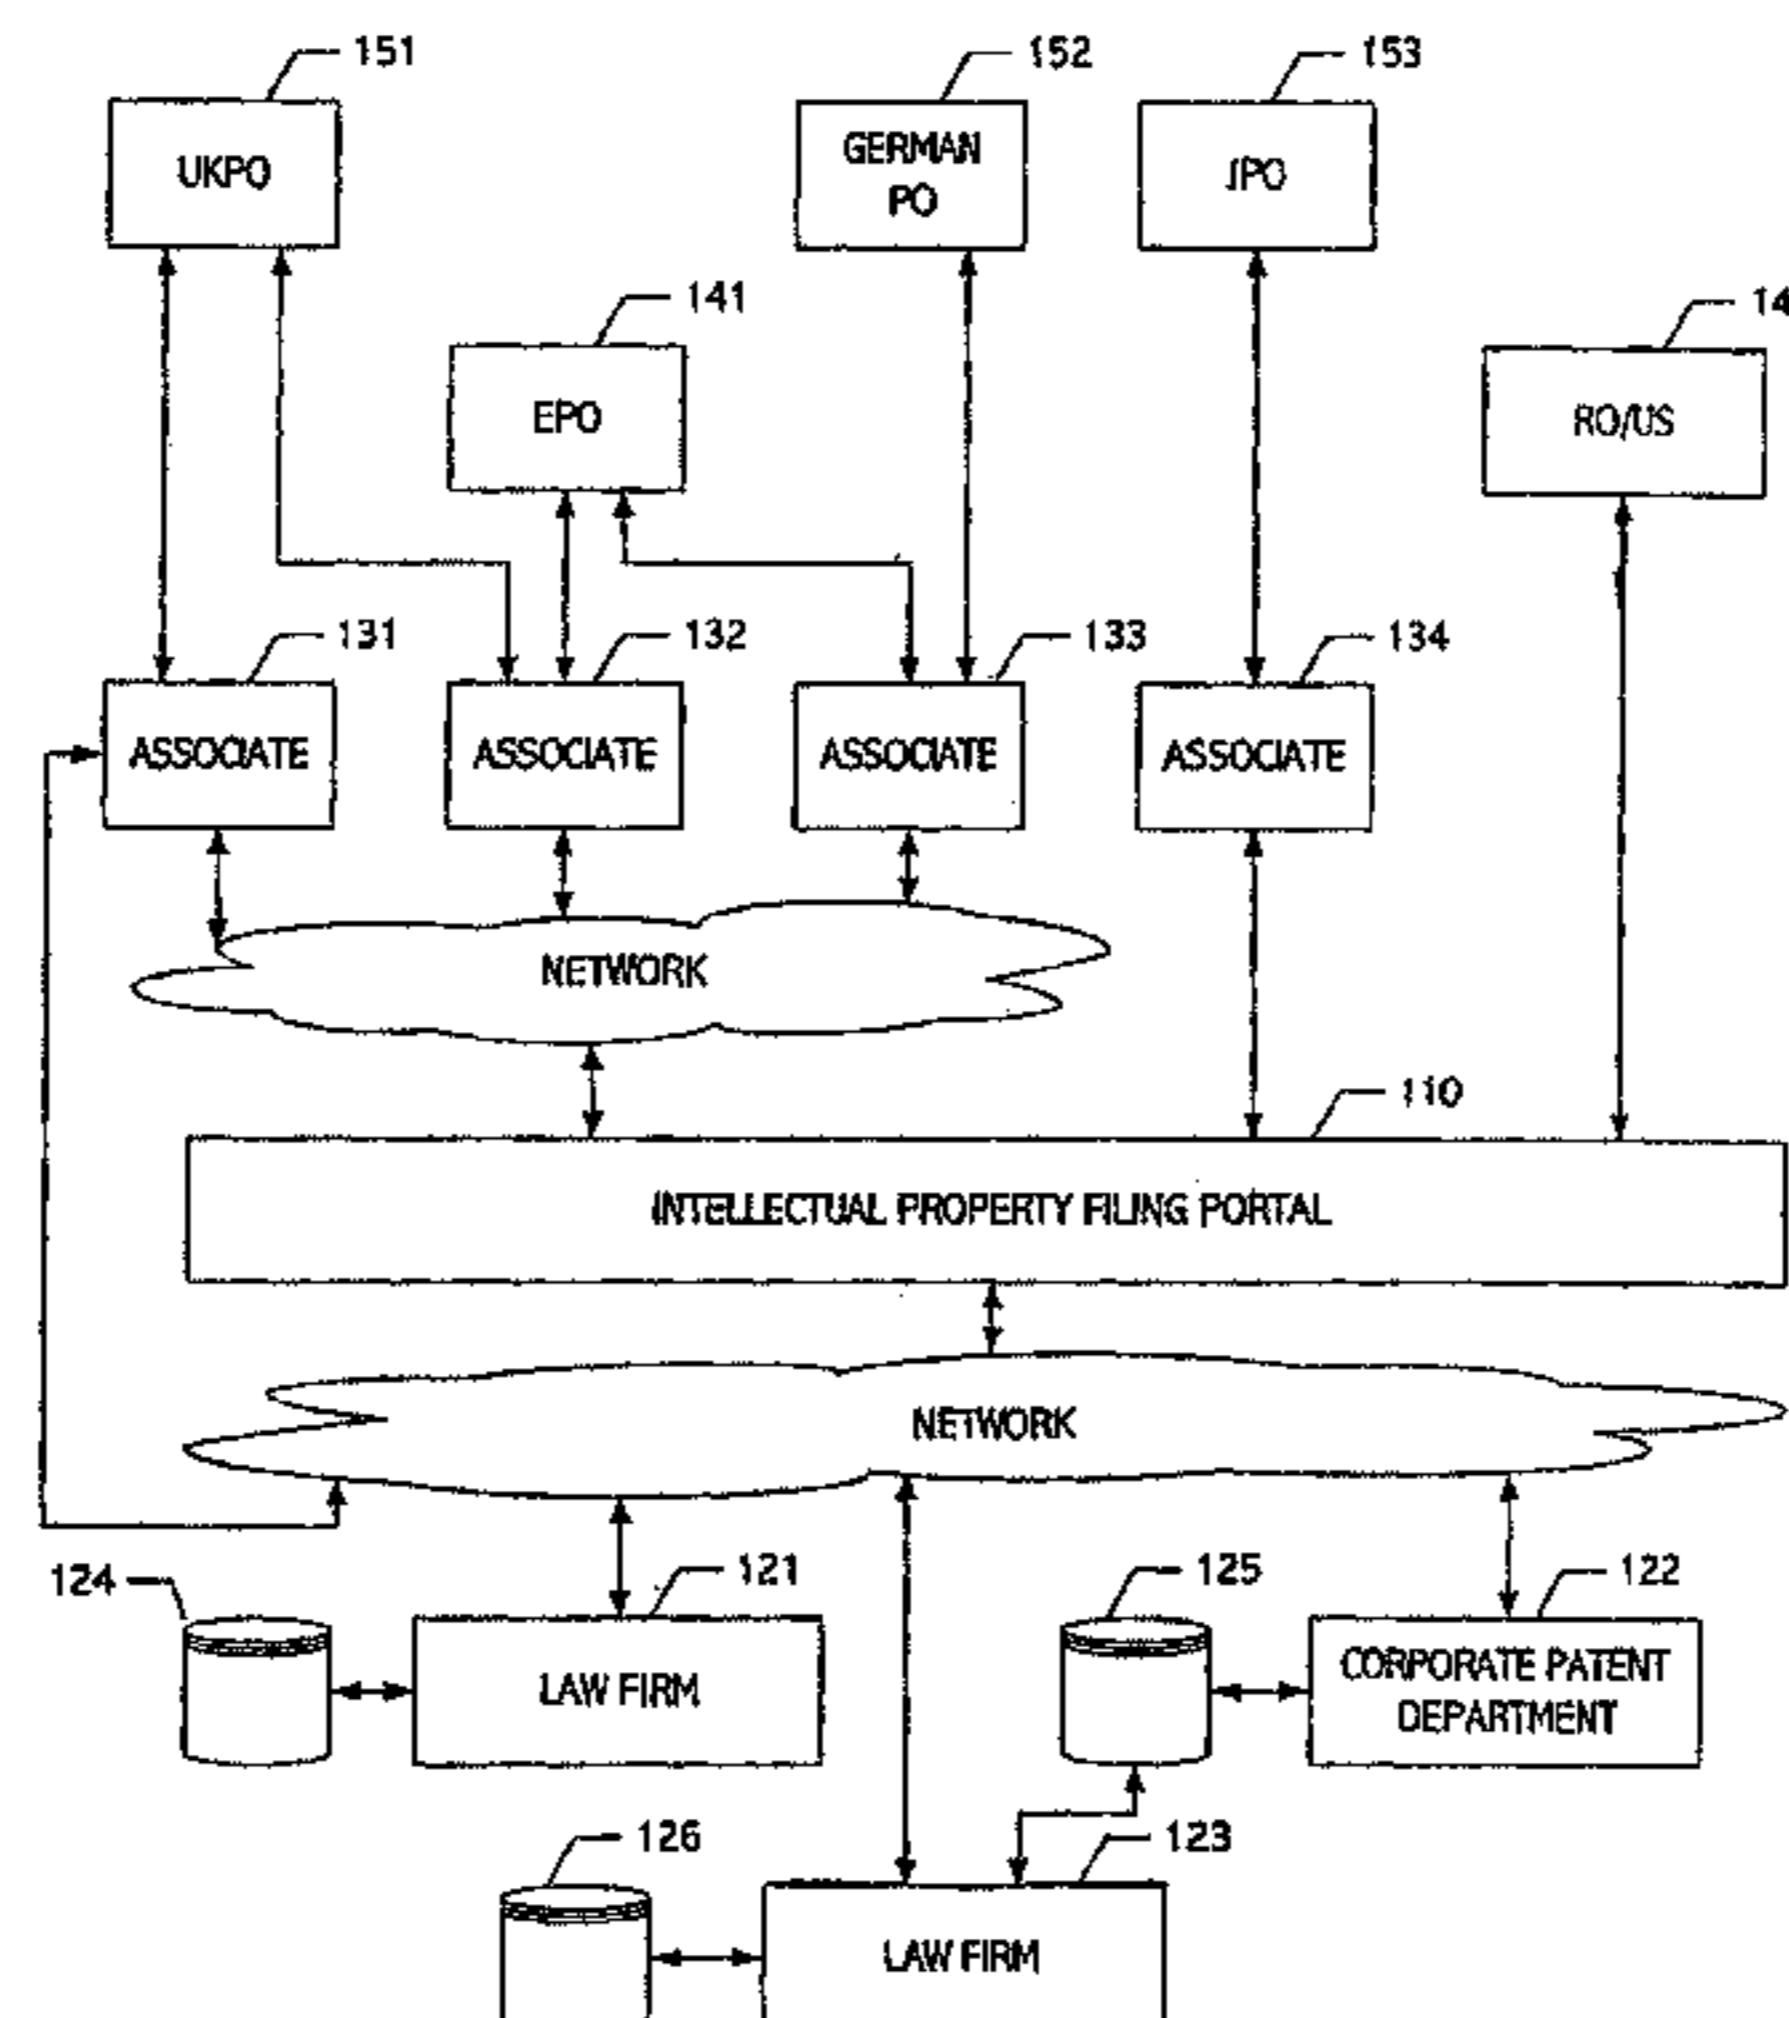 151
152
153
UKPO
GERMAN
PO
JPO
141
14
EPO
RO/US
131
132
133
134
ASSOCIATE
ASSOCIATE
ASSOCIATE
ASSOCIATE
NETWORK
110
INTELLECTUAL PROPERTY FILING PORTAL
NETWORK
124
121
125
122
LAW FIRM
CORPORATE PATENT
DEPARTMENT
126
123
LAW FIRM